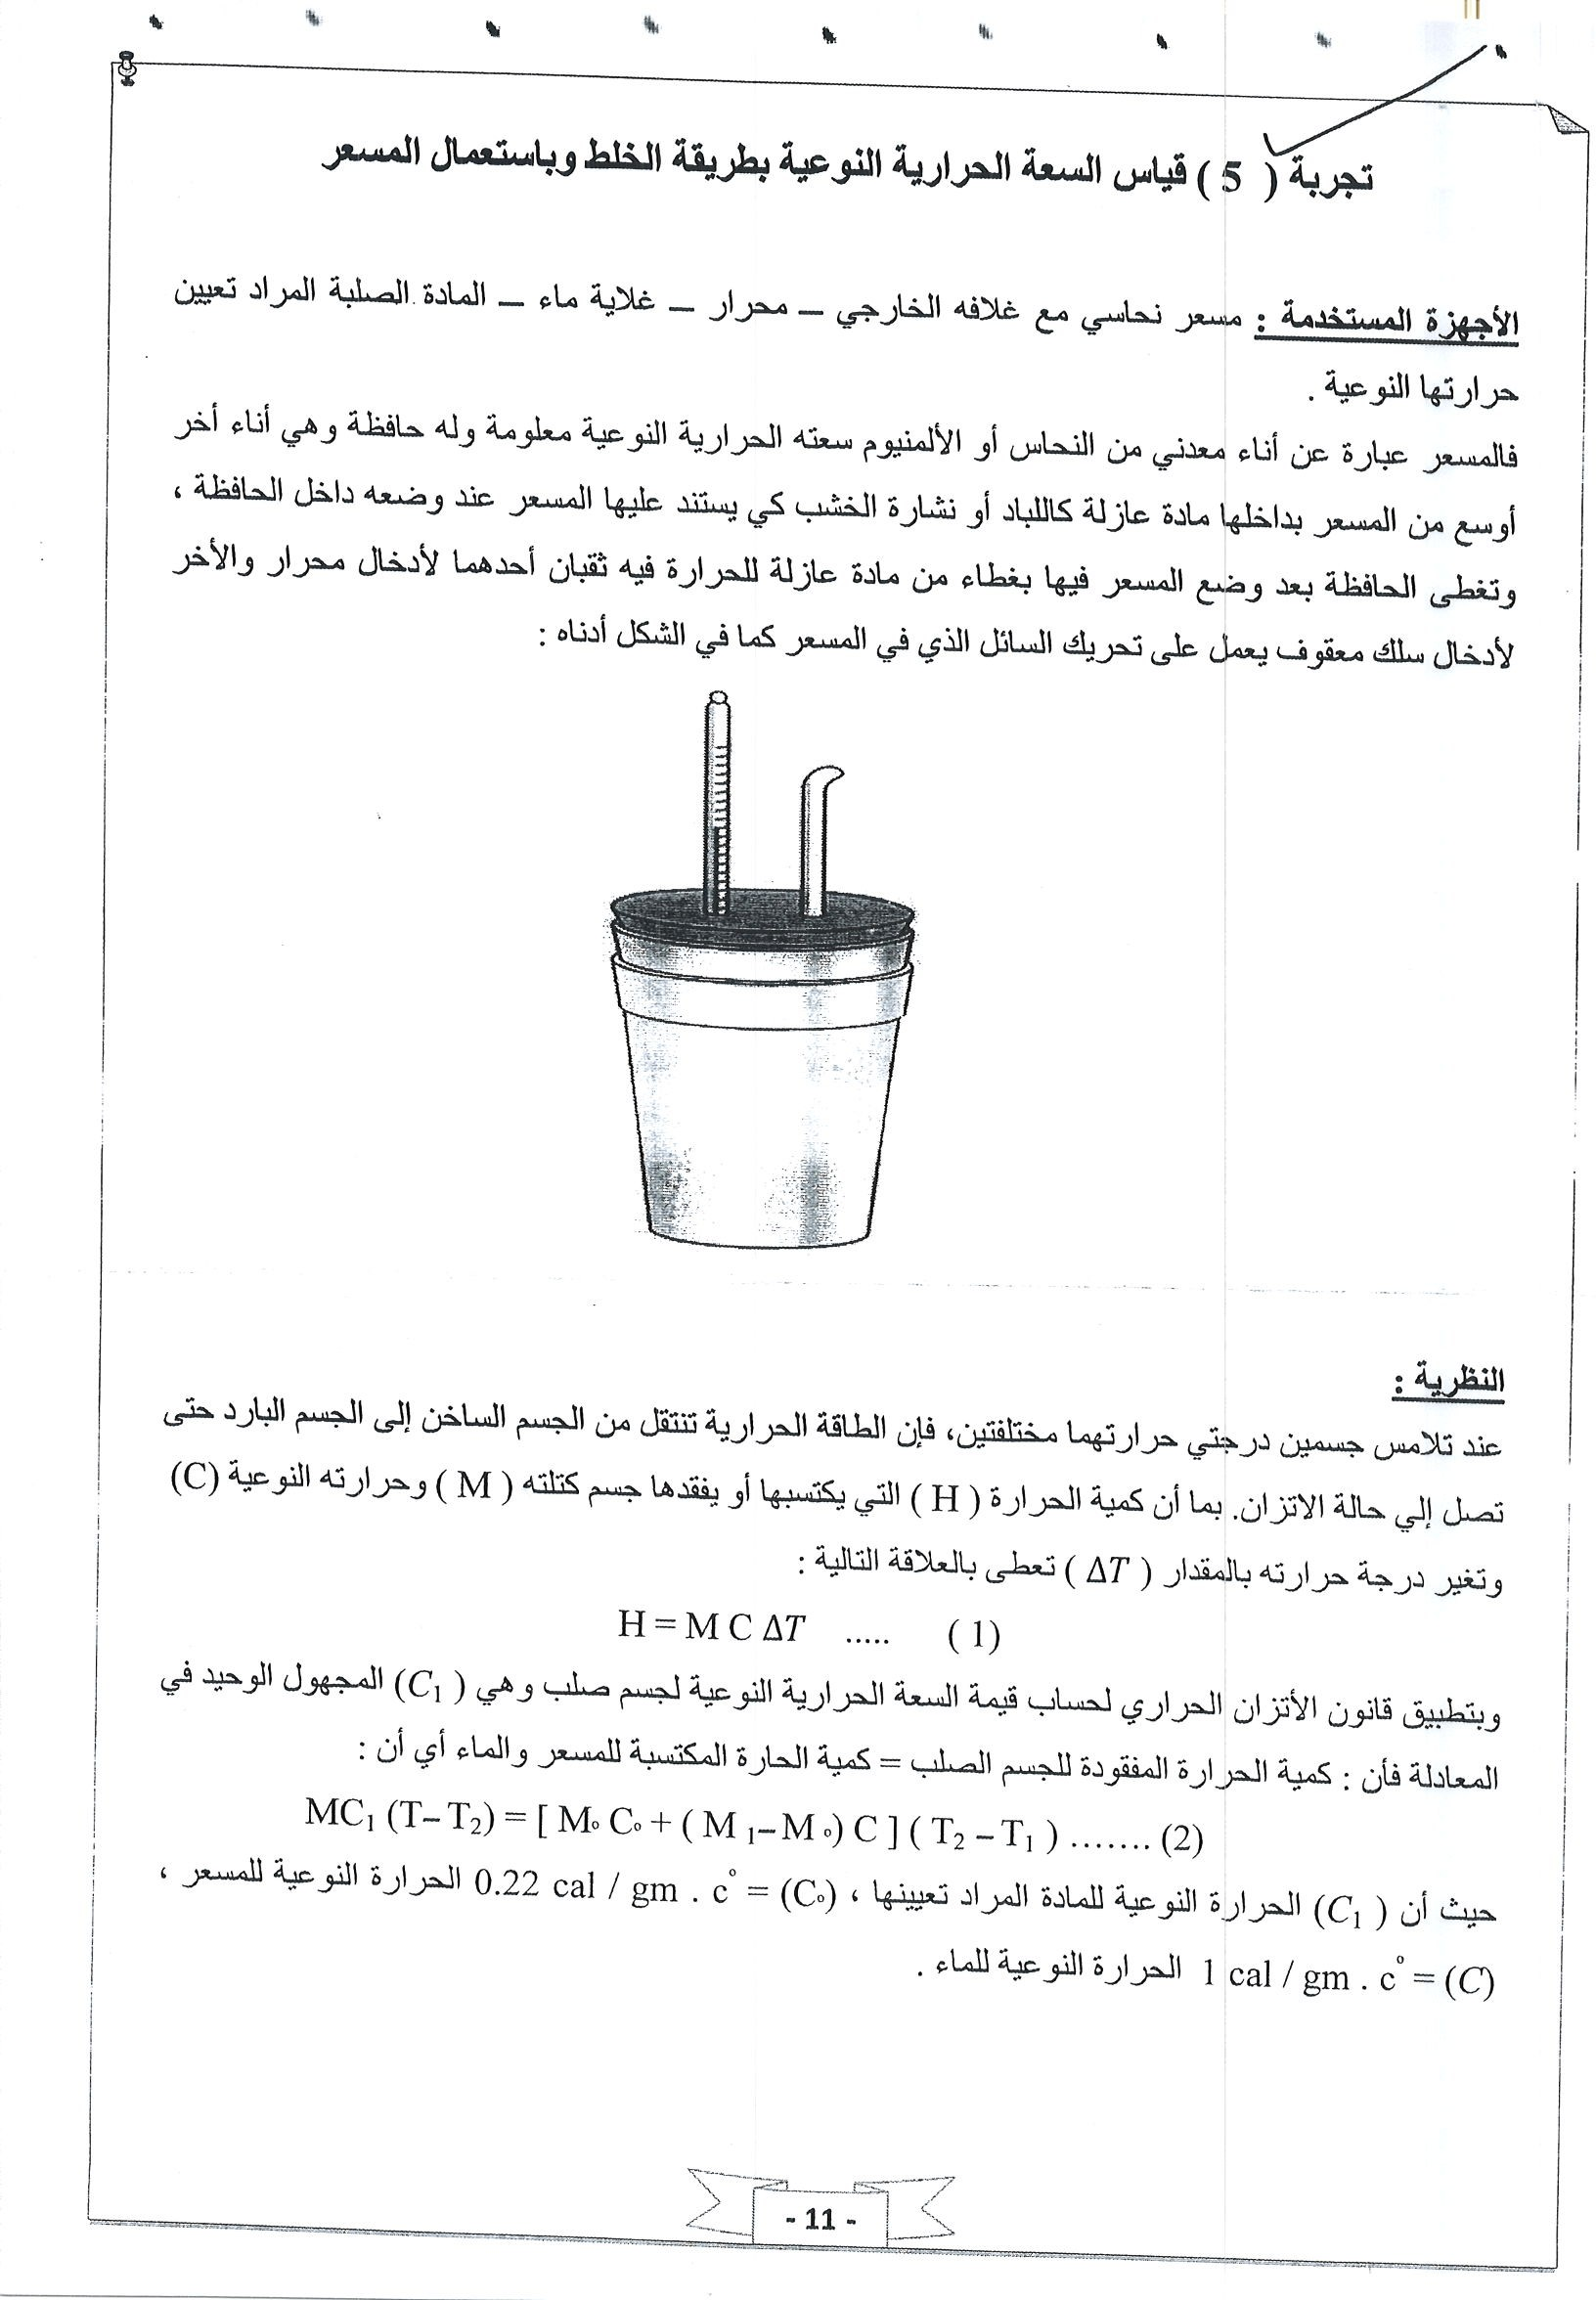 تجربة ( 5 ) قياس السعة الحرارية النوعية بطريقة الخلط وباستعمال المسعر
الأجهزة المستخدمة : مسعر نحاسي مع غلافه الخارجي – محرار – غلاية ماء – المادة الصلبة المراد تعيين
حرارتها النوعية .
فالمسعر عبارة عن أناء معدني من النحاس أو الألمنيوم سعته الحرارية النوعية معلومة وله حافظة وهي أناء أخر
أوسع من المسعر بداخلها مادة عازلة كاللباد أو نشارة الخشب كي يستند عليها المسعر عند وضعه داخل الحافظة ،
وتغطى الحافظة بعد وضع المسعر فيها بغطاء من مادة عازلة للحرارة فيه ثقبان أحدهما لأدخال محرار والأخر
لأدخال سلك معقوف يعمل على تحريك السائل الذي في المسعر كما في الشكل أدناه :
النظرية :
عند تلامس جسمين درجتي حرارتهما مختلفتين، فإن الطاقة الحرارية تنتقل من الجسم الساخن إلى الجسم البارد حتى
تصل إلي حالة الاتزان. بما أن كمية الحرارة ( H ) التي يكتسبها أو يفقدها جسم كتلته ( M ) وحرارته النوعية (C)
وتغير درجة حرارته بالمقدار ( ΔT ) تعطى بالعلاقة التالية :
H = M C ΔT ..... ( 1)
وبتطبيق قانون الأتزان الحراري لحساب قيمة السعة الحرارية النوعية لجسم صلب وهي ( C₁) المجهول الوحيد في
المعادلة فأن : كمية الحرارة المفقودة للجسم الصلب = كمية الحارة المكتسبة للمسعر والماء أي أن :
MC₁ (T– T₂) = [ M₀ C₀ + ( M ₁– M ₀) C ] ( T₂ – T₁ ) ....... (2)
حيث أن ( C₁) الحرارة النوعية للمادة المراد تعيينها ، (C₀) = 0.22 cal / gm . c° الحرارة النوعية للمسعر ،
(C) = 1 cal / gm . c° الحرارة النوعية للماء .
- 11 -